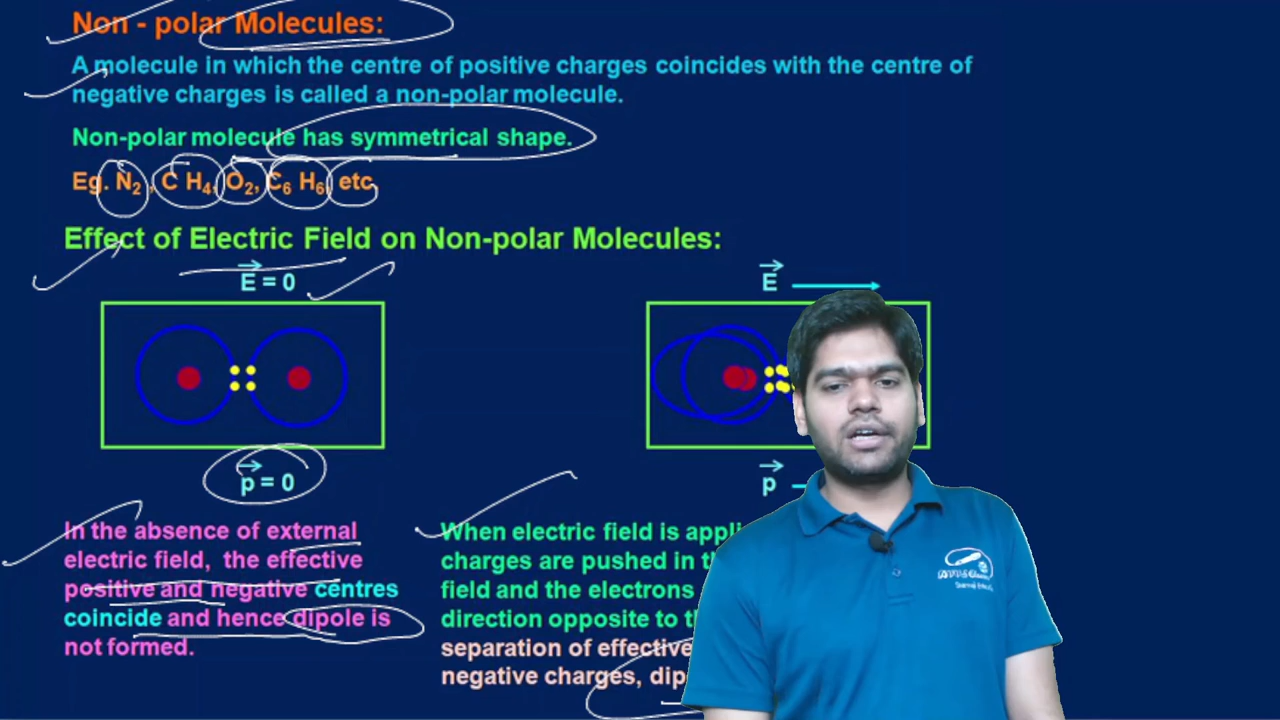 Non - polar Molecules:
A molecule in which the centre of positive charges coincides with the centre of
negative charges is called a non-polar molecule.
Non-polar molecule has symmetrical shape.
Eg. N2 , C H4, O2, C6 H6, etc.
Effect of Electric Field on Non-polar Molecules:
E = 0
E
p = 0
p
In the absence of external
electric field, the effective
positive and negative centres
coincide and hence dipole is
not formed.
When electric field is appl
charges are pushed in th
field and the electrons
direction opposite to th
separation of effective
negative charges, dip